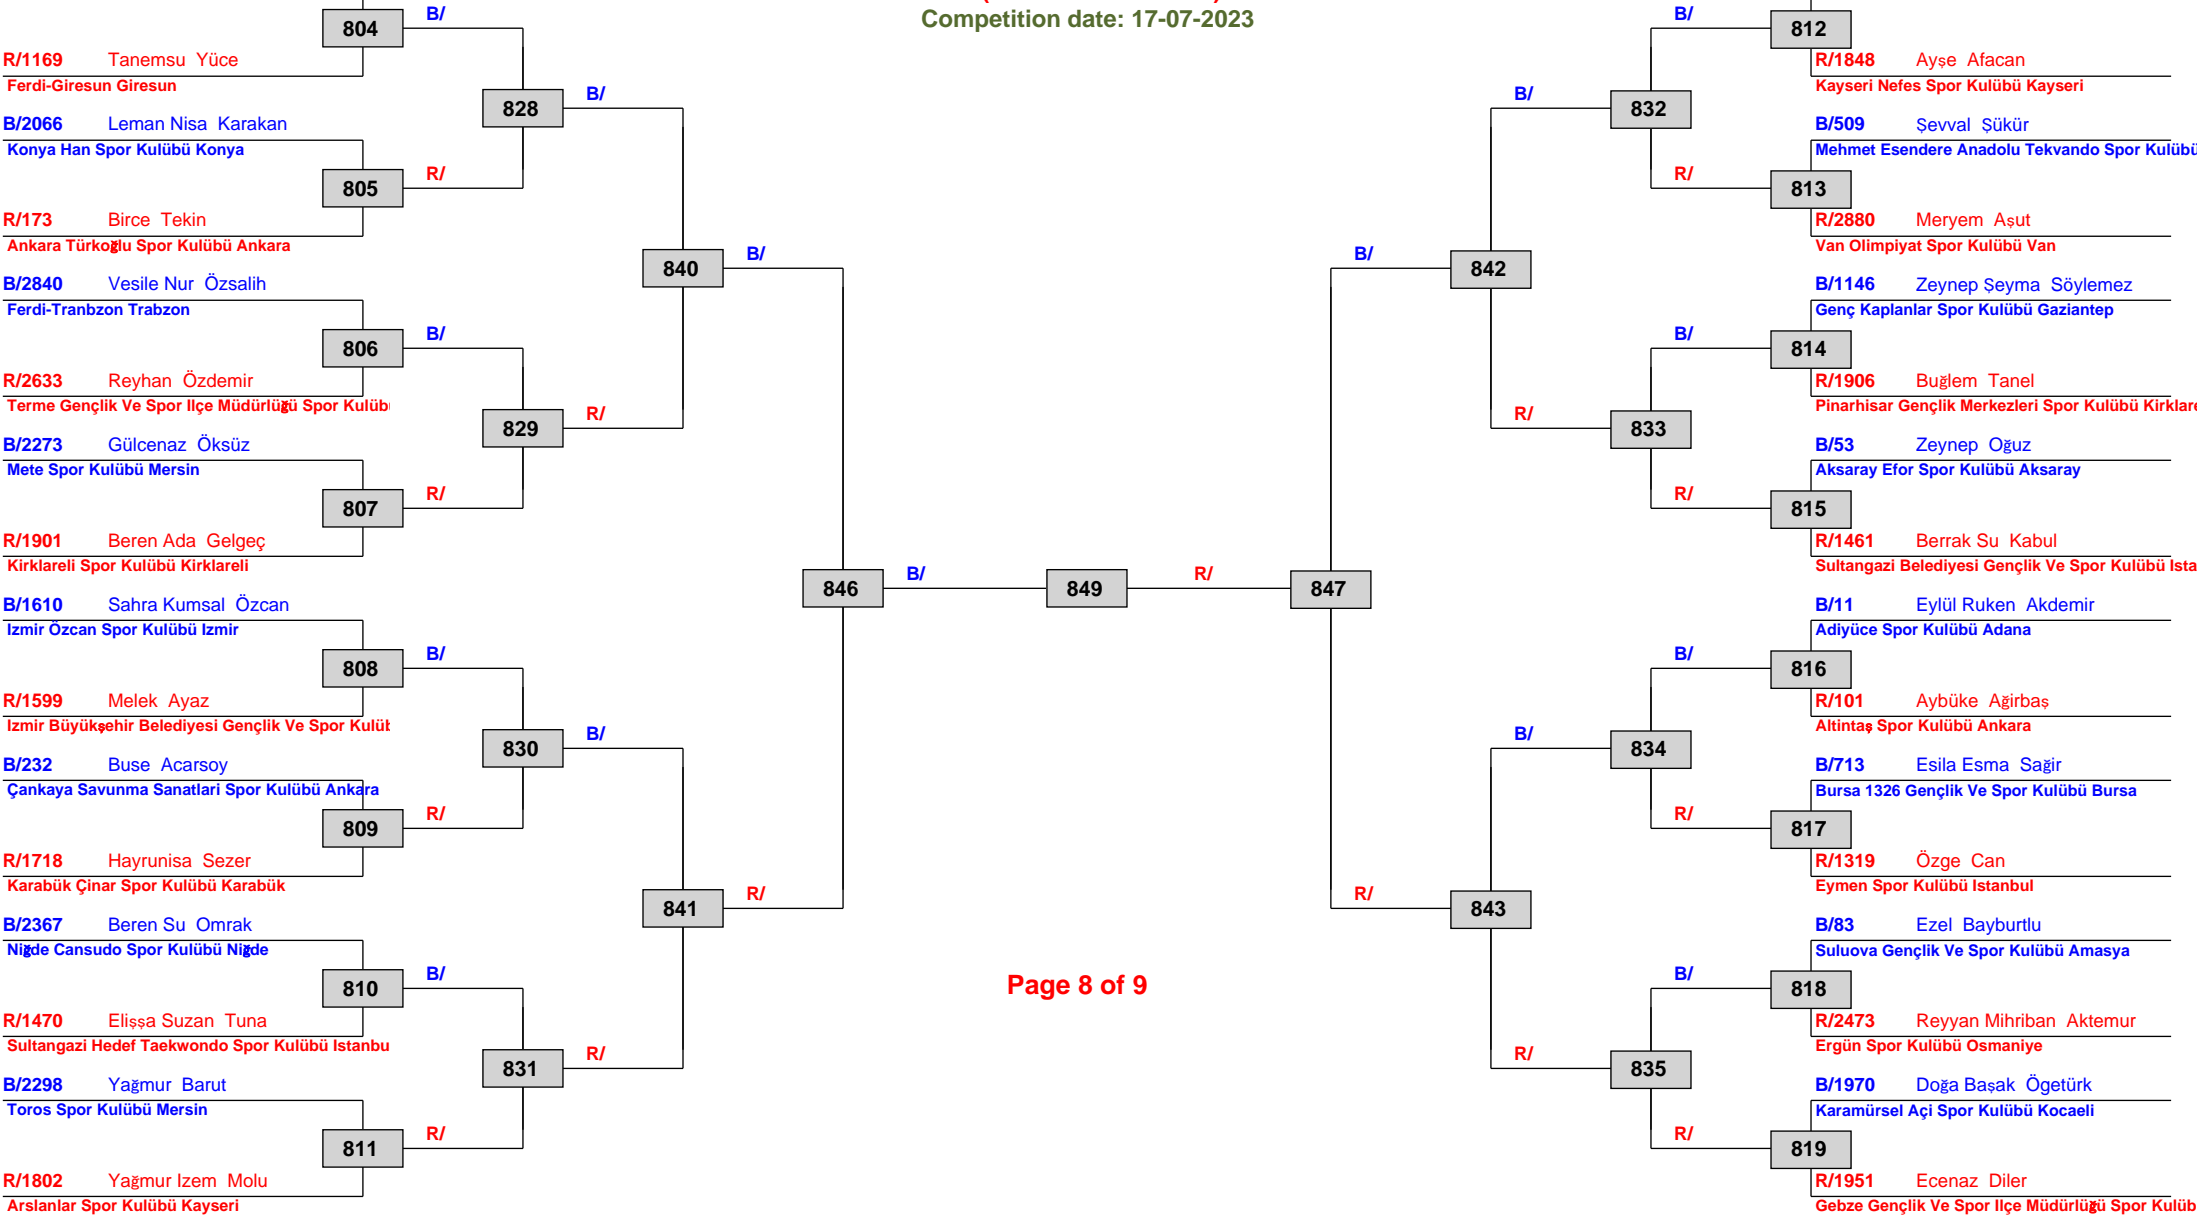 Competition date: 17-07-2023
804
B/
R/1169 Tanemsu Yüce
Ferdi-Giresun Giresun
828
B/
B/2066 Leman Nisa Karakan
Konya Han Spor Kulübü Konya
805
R/
R/173 Birce Tekin
Ankara Türkoğlu Spor Kulübü Ankara
840
B/
B/2840 Vesile Nur Özsalih
Ferdi-Tranbzon Trabzon
806
B/
R/2633 Reyhan Özdemir
Terme Gençlik Ve Spor Ilçe Müdürlüğü Spor Kulüb
829
R/
B/2273 Gülcenaz Öksüz
Mete Spor Kulübü Mersin
807
R/
R/1901 Beren Ada Gelgeç
Kirklareli Spor Kulübü Kirklareli
846
B/
849
R/
847
B/1610 Sahra Kumsal Özcan
Izmir Özcan Spor Kulübü Izmir
808
B/
R/1599 Melek Ayaz
Izmir Büyükşehir Belediyesi Gençlik Ve Spor Kulüb
830
B/
B/232 Buse Acarsoy
Çankaya Savunma Sanatlari Spor Kulübü Ankara
809
R/
R/1718 Hayrunisa Sezer
Karabük Çinar Spor Kulübü Karabük
841
R/
B/2367 Beren Su Omrak
Niğde Cansudo Spor Kulübü Niğde
810
B/
R/1470 Elişsa Suzan Tuna
Sultangazi Hedef Taekwondo Spor Kulübü Istanbu
831
R/
B/2298 Yağmur Barut
Toros Spor Kulübü Mersin
811
R/
R/1802 Yağmur Izem Molu
Arslanlar Spor Kulübü Kayseri
Page 8 of 9
B/
812
R/1848 Ayşe Afacan
Kayseri Nefes Spor Kulübü Kayseri
B/
832
B/509 Şevval Şükür
Mehmet Esendere Anadolu Tekvando Spor Kulübü
R/
813
R/2880 Meryem Aşut
Van Olimpiyat Spor Kulübü Van
B/
842
B/1146 Zeynep Şeyma Söylemez
Genç Kaplanlar Spor Kulübü Gaziantep
B/
814
R/1906 Buğlem Tanel
Pinarhisar Gençlik Merkezleri Spor Kulübü Kirklare
R/
833
B/53 Zeynep Oğuz
Aksaray Efor Spor Kulübü Aksaray
R/
815
R/1461 Berrak Su Kabul
Sultangazi Belediyesi Gençlik Ve Spor Kulübü Ista
B/11 Eylül Ruken Akdemir
Adiyüce Spor Kulübü Adana
B/
816
R/101 Aybüke Ağirbaş
Altintaş Spor Kulübü Ankara
B/
834
B/713 Esila Esma Sağir
Bursa 1326 Gençlik Ve Spor Kulübü Bursa
R/
817
R/1319 Özge Can
Eymen Spor Kulübü Istanbul
R/
843
B/83 Ezel Bayburtlu
Suluova Gençlik Ve Spor Kulübü Amasya
B/
818
R/2473 Reyyan Mihriban Aktemur
Ergün Spor Kulübü Osmaniye
R/
835
B/1970 Doğa Başak Ögetürk
Karamürsel Açi Spor Kulübü Kocaeli
R/
819
R/1951 Ecenaz Diler
Gebze Gençlik Ve Spor Ilçe Müdürlüğü Spor Kulüb